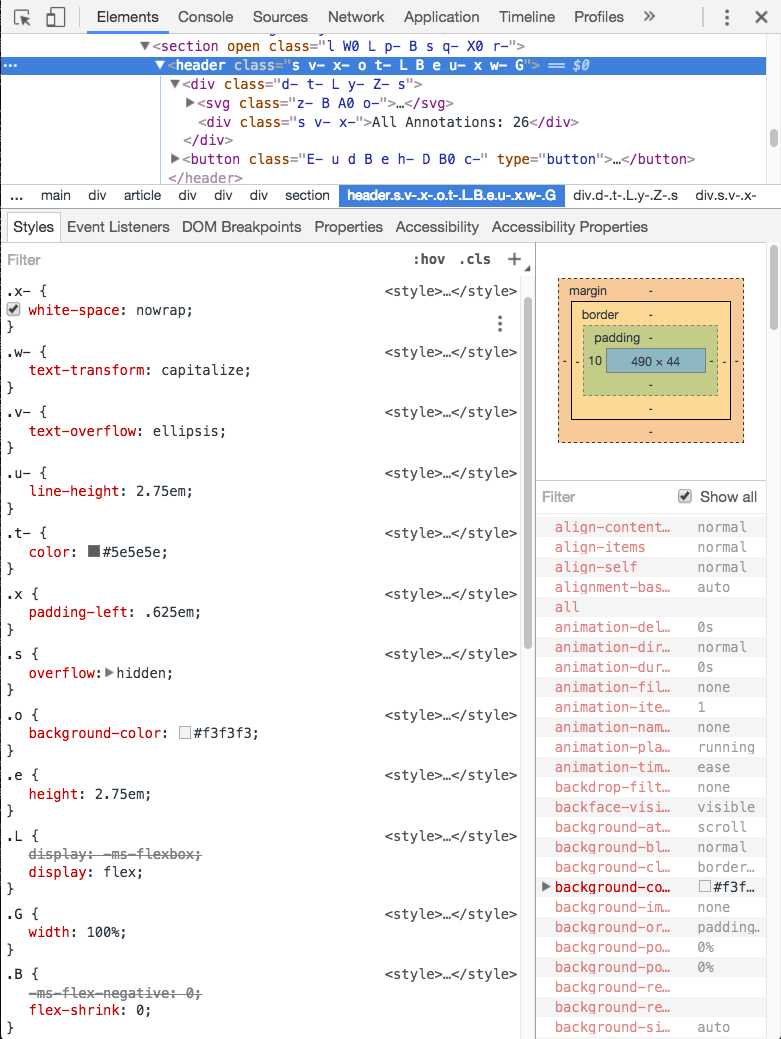 Elements Console Sources Network Application Timeline Profiles »
▼<section open class="l W0 L p- B s q- X0 r-">
… ▼<header class="s v- x- o t- L B e u- x w- G"> == $0
▼<div class="d- t- L y- Z- s">
▶<svg class="z- B A0 o-">…</svg>
<div class="s v- x-">All Annotations: 26</div>
</div>
▶<button class="E- u d B e h- D B0 c-" type="button">…</button>
</header>
… main div article div div div section header.s.v-.x-.o.t-.L.B.e.u-.x.w-.G div.d-.t-.L.y-.Z-.s div.s.v-.x-
Styles Event Listeners DOM Breakpoints Properties Accessibility Accessibility Properties
Filter :hov .cls +
.x- { <style>…</style>
white-space: nowrap;
}
.w- { <style>…</style>
text-transform: capitalize;
}
.v- { <style>…</style>
text-overflow: ellipsis;
}
.u- { <style>…</style>
line-height: 2.75em;
}
.t- { <style>…</style>
color: #5e5e5e;
}
.x { <style>…</style>
padding-left: .625em;
}
.s { <style>…</style>
overflow:▶hidden;
}
.o { <style>…</style>
background-color: #f3f3f3;
}
.e { <style>…</style>
height: 2.75em;
}
.L { <style>…</style>
display: -ms-flexbox;
display: flex;
}
.G { <style>…</style>
width: 100%;
}
.B { <style>…</style>
-ms-flex-negative: 0;
flex-shrink: 0;
}
margin -
border -
padding -
- - 10 490 × 44 - - -
-
-
-
Filter Show all
align-content… normal
align-items normal
align-self normal
alignment-bas… auto
all
animation-del… 0s
animation-dir… normal
animation-dur… 0s
animation-fil… none
animation-ite… 1
animation-nam… none
animation-pla… running
animation-tim… ease
backdrop-filt… none
backface-visi… visible
background-at… scroll
background-bl… normal
background-cl… border…
▶ background-co… #f3f…
background-im… none
background-or… padding…
background-po… 0%
background-po… 0%
background-re…
background-re…
background-si… auto